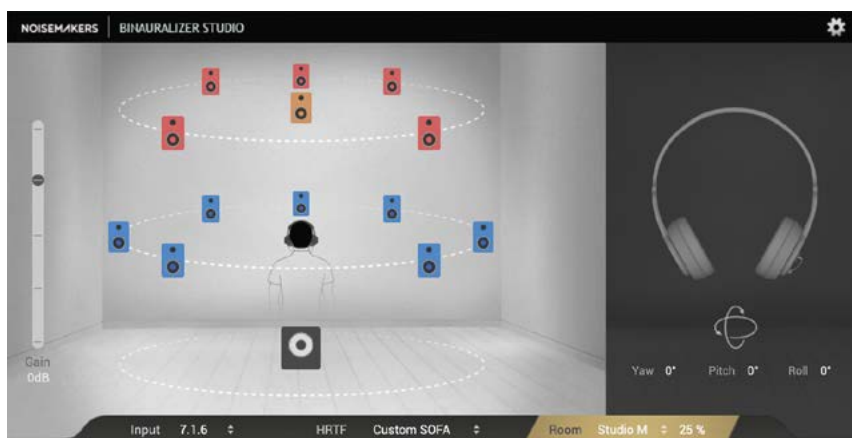 NOISEMAKERS BINAURALIZER STUDIO
Gain
0dB
Yaw 0° Pitch 0° Roll 0°
Input 7.1.6 HRTF Custom SOFA Room Studio M 25 %